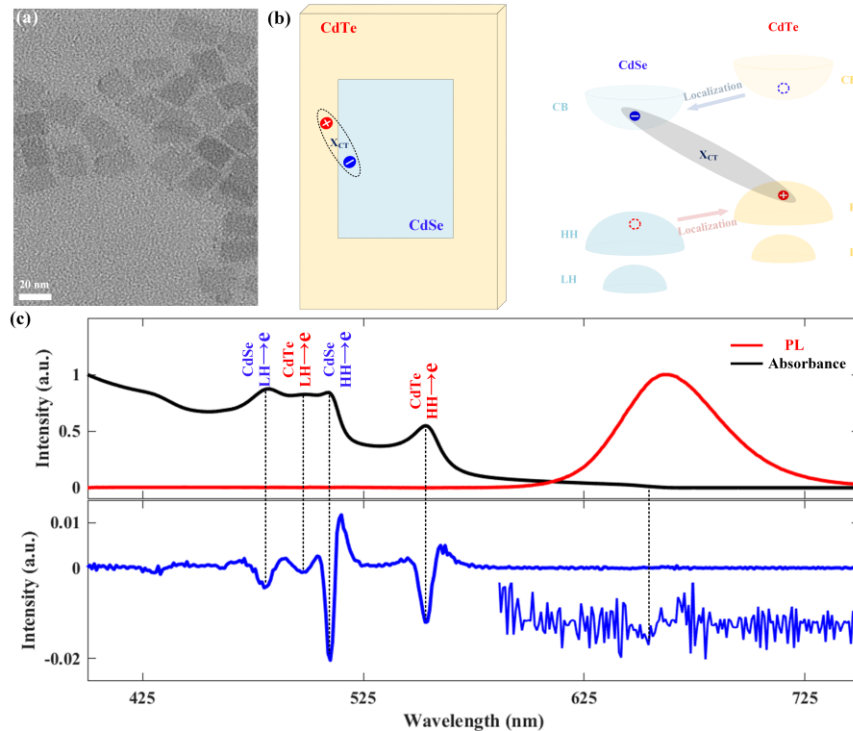 (a)
20 nm
(b)
CdTe
X_CT
CdSe
CdSe
CdTe
CB
Localization
X_CT
HH
Localization
LH
(c)
CdSe
LH→e
CdTe
LH→e
CdSe
HH→e
CdTe
HH→e
PL
Absorbance
Intensity (a.u.)
1
0.5
0
Intensity (a.u.)
0.01
0
-0.02
425
525
625
725
Wavelength (nm)